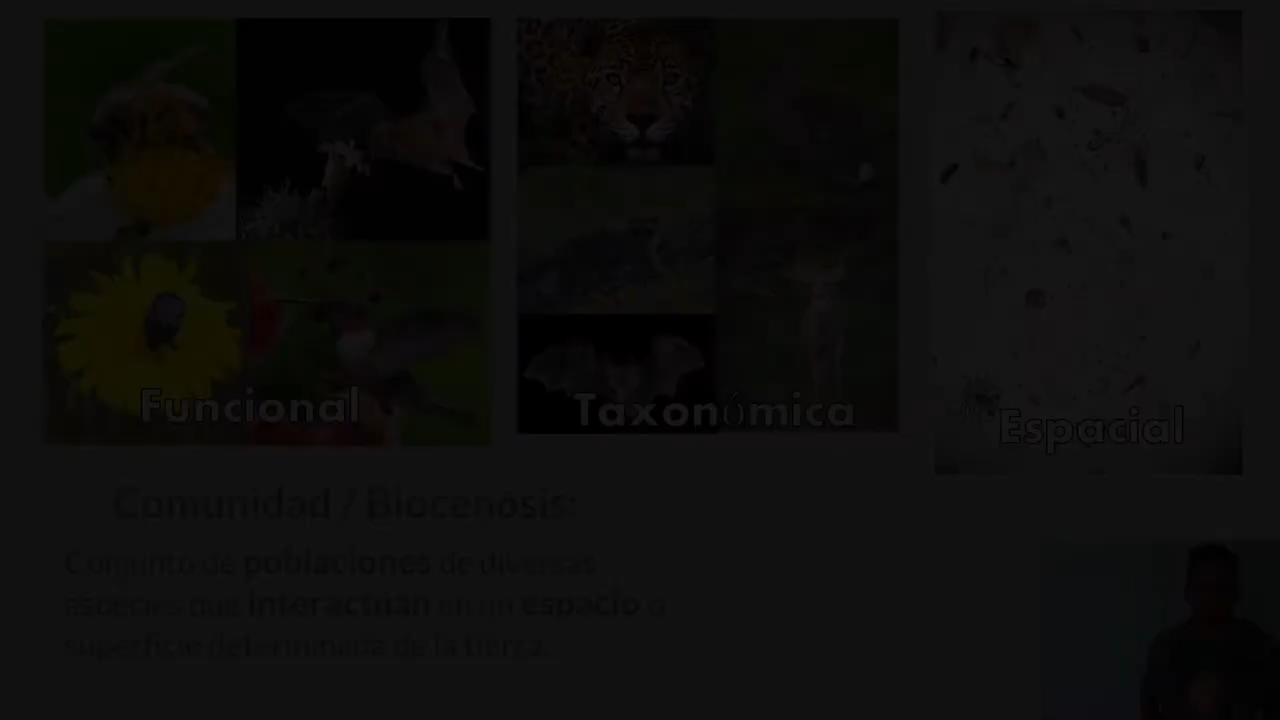 Funcional
Taxonómica
Espacial
Comunidad / Biocenosis:
Conjunto de poblaciones de diversas
especies que interactúan en un espacio o
superficie determinada de la tierra.